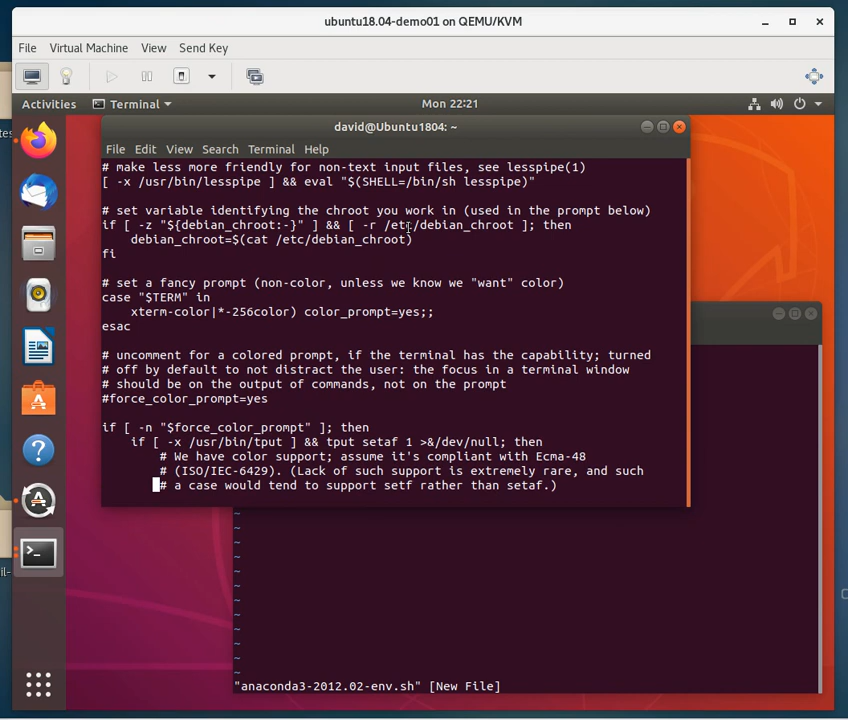 ubuntu18.04-demo01 on QEMU/KVM
File Virtual Machine View Send Key
Activities Terminal Mon 22:21
david@Ubuntu1804: ~
File Edit View Search Terminal Help
# make less more friendly for non-text input files, see lesspipe(1)
[ -x /usr/bin/lesspipe ] && eval "$(SHELL=/bin/sh lesspipe)"
# set variable identifying the chroot you work in (used in the prompt below)
if [ -z "${debian_chroot:-}" ] && [ -r /etc/debian_chroot ]; then
    debian_chroot=$(cat /etc/debian_chroot)
fi
# set a fancy prompt (non-color, unless we know we "want" color)
case "$TERM" in
    xterm-color|*-256color) color_prompt=yes;;
esac
# uncomment for a colored prompt, if the terminal has the capability; turned
# off by default to not distract the user: the focus in a terminal window
# should be on the output of commands, not on the prompt
#force_color_prompt=yes
if [ -n "$force_color_prompt" ]; then
    if [ -x /usr/bin/tput ] && tput setaf 1 >&/dev/null; then
        # We have color support; assume it's compliant with Ecma-48
        # (ISO/IEC-6429). (Lack of such support is extremely rare, and such
        # a case would tend to support setf rather than setaf.)
~
~
~
~
~
~
~
~
~
~
~
~
"anaconda3-2012.02-env.sh" [New File]